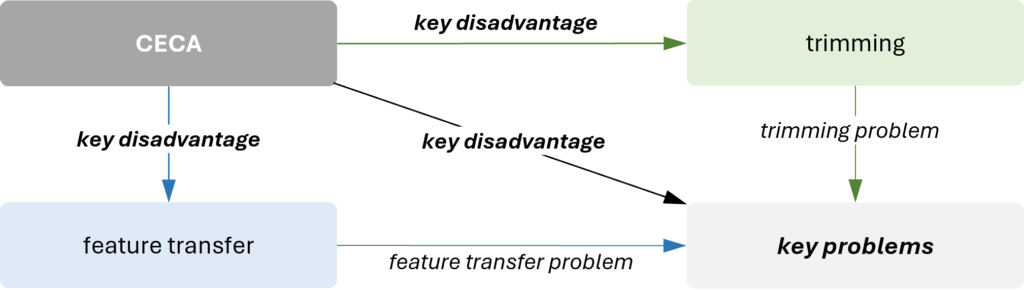 key disadvantage
CECA
trimming
trimming problem
key disadvantage
key disadvantage
feature transfer
key problems
feature transfer problem